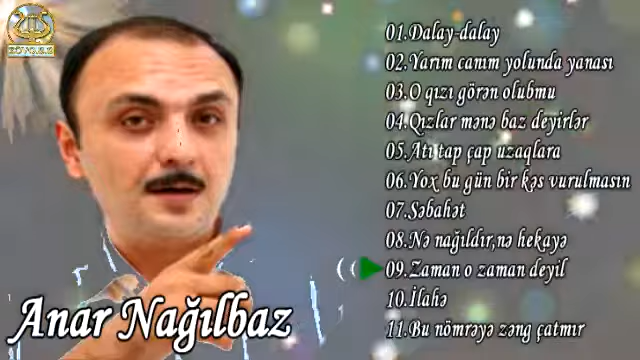 01.Dalay-dalay
02.Yarım canım yolunda yanası
03.O qızı görən olubmu
04.Qızlar mənə baz deyirlər
05.Atı tap çap uzaqlara
06.Yox bu gün bir kəs vurulmasın
07.Səbahət
08.Nə nağıldır,nə hekayə
09.Zaman o zaman deyil
10.İlahə
11.Bu nömrəyə zəng çatmır
Anar Nağılbaz